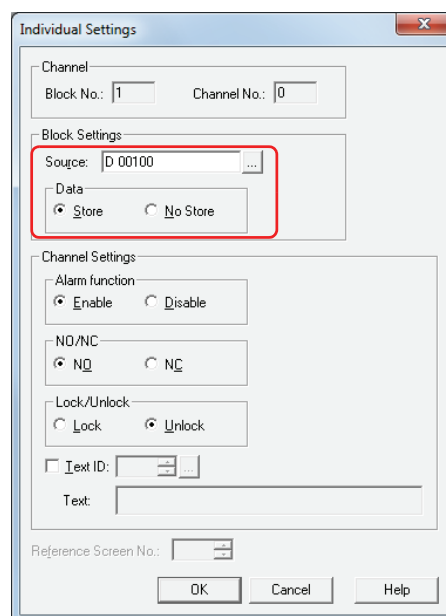 Individual Settings
Channel
Block No.: 1 Channel No.: 0
Block Settings
Source: D 00100 ...
Data
Store No Store
Channel Settings
Alarm function
Enable Disable
NO/NC
NO NC
Lock/Unlock
Lock Unlock
Text ID: ...
Text:
Reference Screen No.:
OK Cancel Help